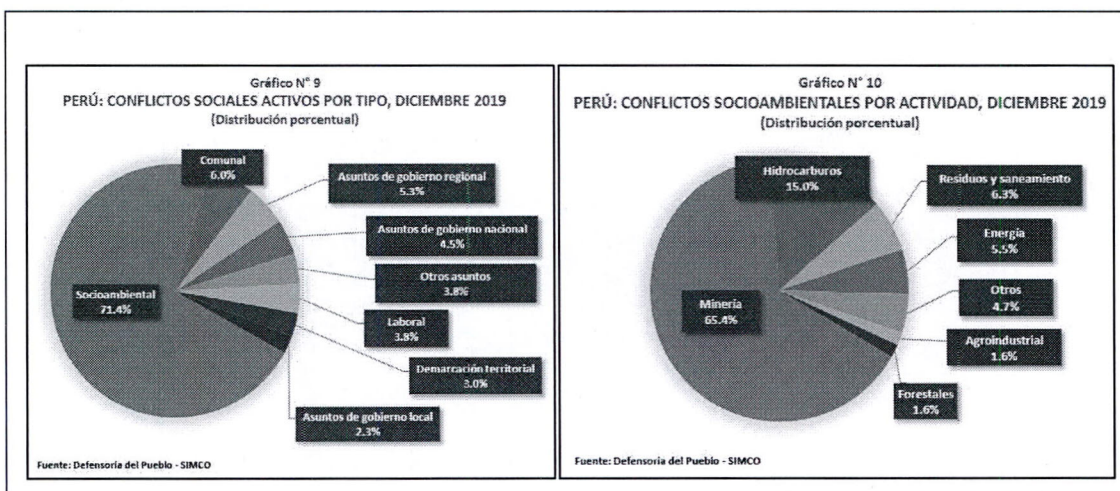 Gráfico N° 9
PERÚ: CONFLICTOS SOCIALES ACTIVOS POR TIPO, DICIEMBRE 2019
(Distribución porcentual)
Comunal
6.0%
Asuntos de gobierno regional
5.3%
Asuntos de gobierno nacional
4.5%
Otros asuntos
3.8%
Socioambiental
71.4%
Laboral
3.8%
Demarcación territorial
3.0%
Asuntos de gobierno local
2.3%
Fuente: Defensoría del Pueblo - SIMCO
Gráfico N° 10
PERÚ: CONFLICTOS SOCIOAMBIENTALES POR ACTIVIDAD, DICIEMBRE 2019
(Distribución porcentual)
Hidrocarburos
15.0%
Residuos y saneamiento
6.3%
Energía
5.5%
Otros
4.7%
Minería
65.4%
Agroindustrial
1.6%
Forestales
1.6%
Fuente: Defensoría del Pueblo - SIMCO